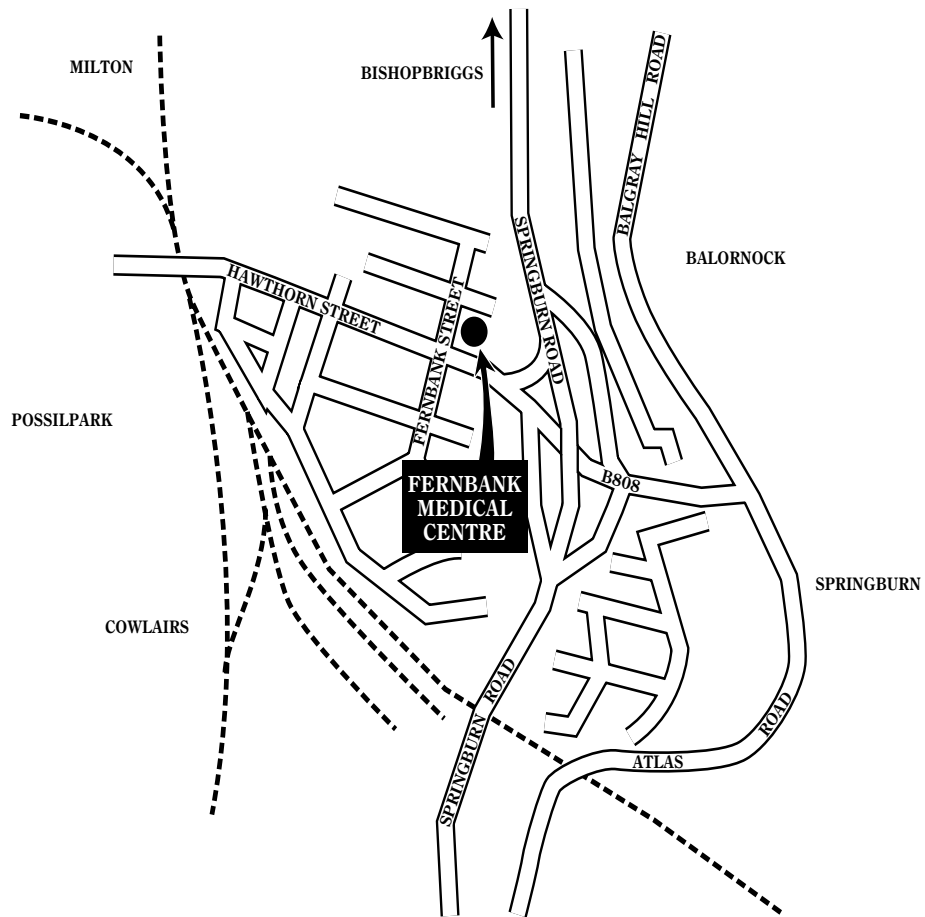 MILTON
BISHOPBRIGGS
BALGRAY HILL ROAD
SPRINGBURN ROAD
BALORNOCK
HAWTHORN STREET
FERNBANK STREET
POSSILPARK
FERNBANK
MEDICAL
CENTRE
B808
SPRINGBURN
COWLAIRS
SPRINGBURN ROAD
ATLAS ROAD